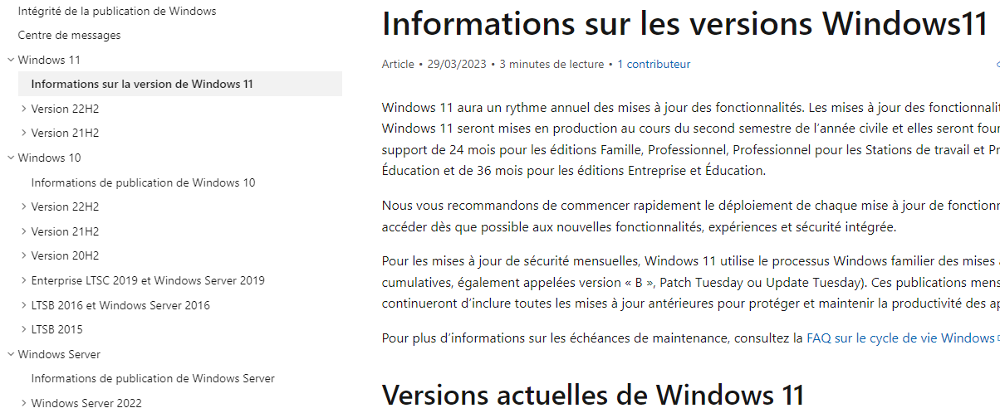 Intégrité de la publication de Windows
Centre de messages
Windows 11
Informations sur la version de Windows 11
Version 22H2
Version 21H2
Windows 10
Informations de publication de Windows 10
Version 22H2
Version 21H2
Version 20H2
Enterprise LTSC 2019 et Windows Server 2019
LTSB 2016 et Windows Server 2016
LTSB 2015
Windows Server
Informations de publication de Windows Server
Windows Server 2022
Informations sur les versions Windows11
Article • 29/03/2023 • 3 minutes de lecture • 1 contributeur
Windows 11 aura un rythme annuel des mises à jour des fonctionnalités. Les mises à jour des
Windows 11 seront mises en production au cours du second semestre de l’année civile et elles seront
support de 24 mois pour les éditions Famille, Professionnel, Professionnel pour les Stations de travail et
Éducation et de 36 mois pour les éditions Entreprise et Éducation.
Nous vous recommandons de commencer rapidement le déploiement de chaque mise à jour de
accéder dès que possible aux nouvelles fonctionnalités, expériences et sécurité intégrée.
Pour les mises à jour de sécurité mensuelles, Windows 11 utilise le processus Windows familier des mises
cumulatives, également appelées version « B », Patch Tuesday ou Update Tuesday). Ces publications
continueront d’inclure toutes les mises à jour antérieures pour protéger et maintenir la productivité des
Pour plus d’informations sur les échéances de maintenance, consultez la FAQ sur le cycle de vie Windows
Versions actuelles de Windows 11